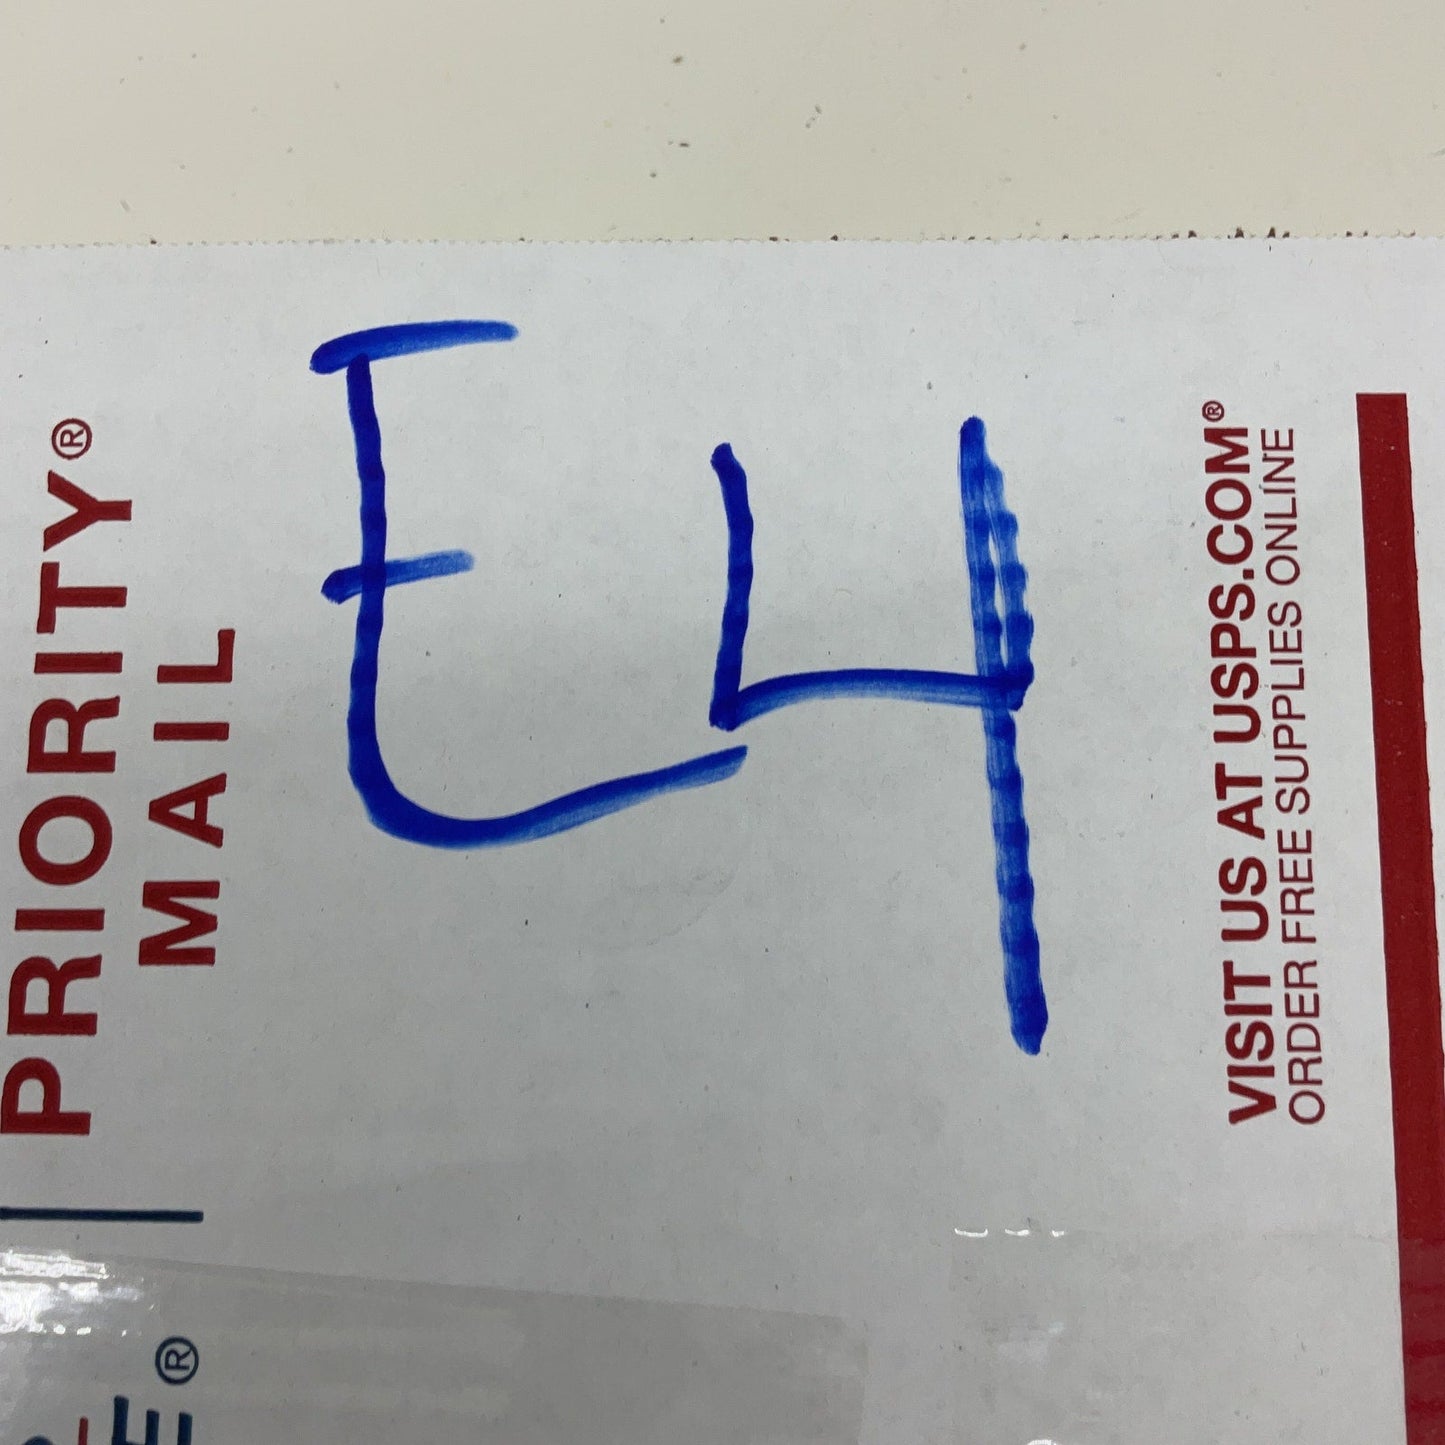 PRIORITY®
MAIL
E4
VISIT US AT USPS.COM®
ORDER FREE SUPPLIES ONLINE